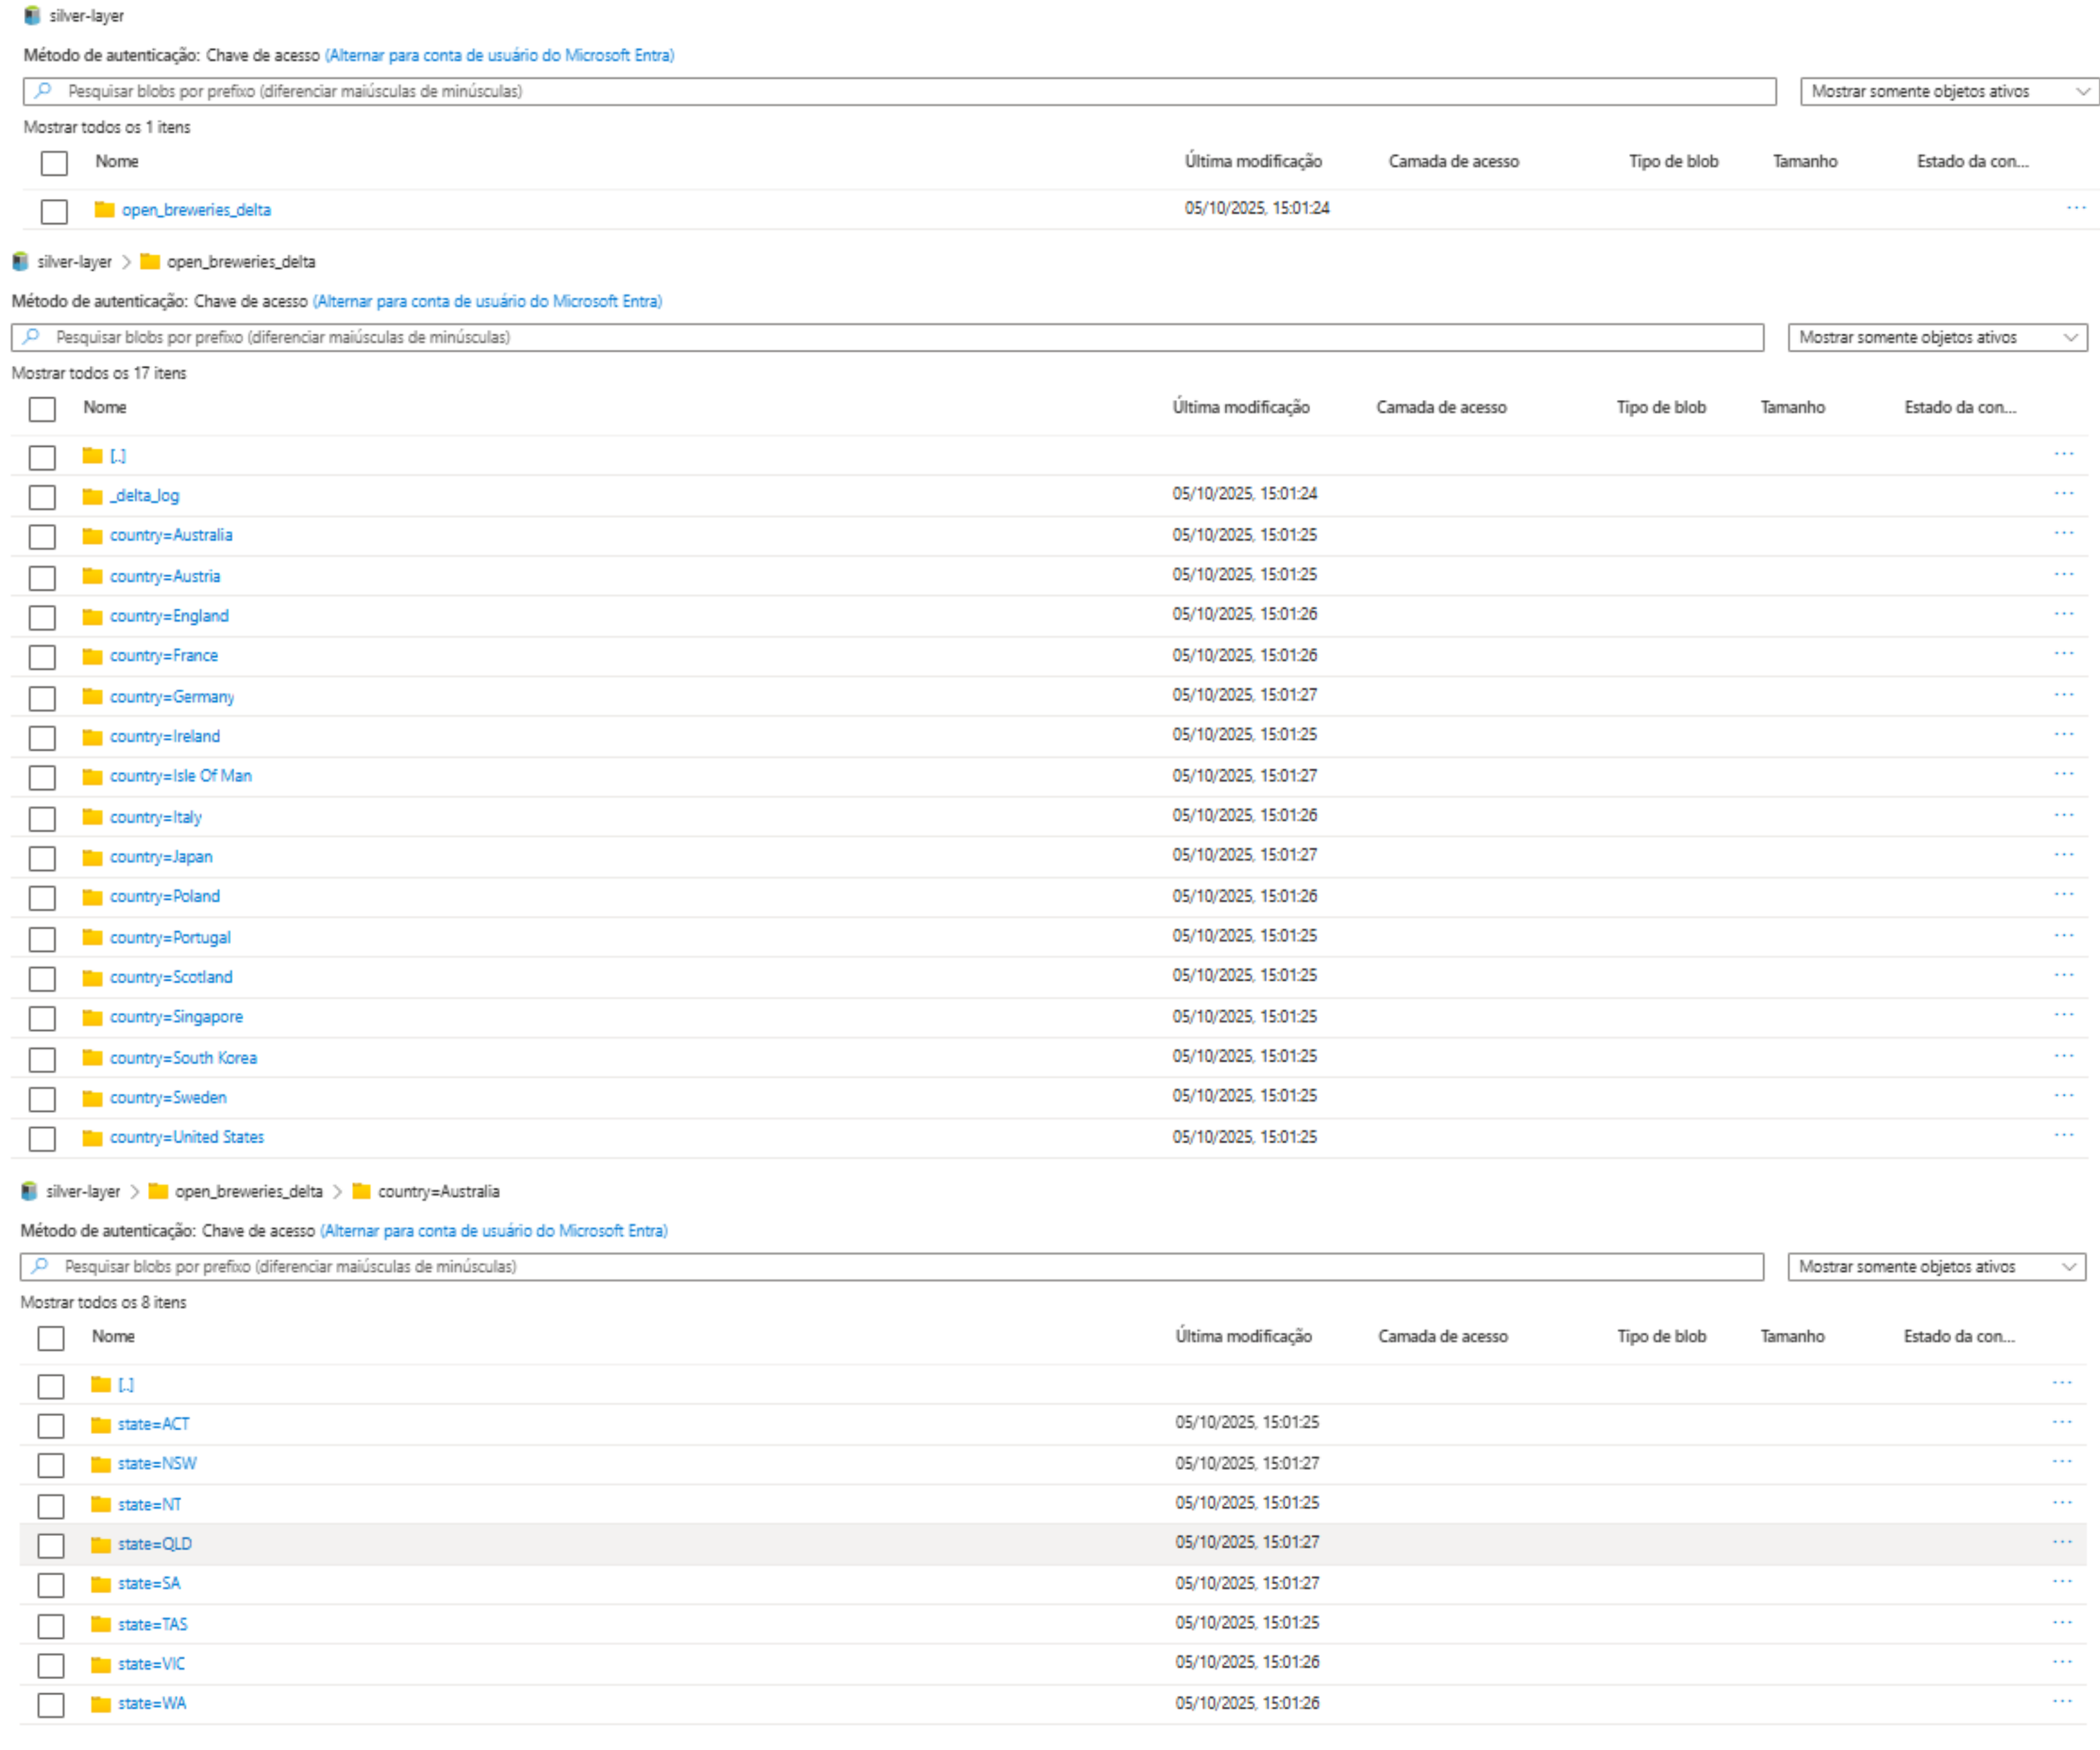 silver-layer
Método de autenticação: Chave de acesso (Alternar para conta de usuário do Microsoft Entra)
Pesquisar blobs por prefixo (diferenciar maiúsculas de minúsculas) Mostrar somente objetos ativos
Mostrar todos os 1 itens
Nome Última modificação Camada de acesso Tipo de blob Tamanho Estado da con...
open_breweries_delta 05/10/2025, 15:01:24 ...
silver-layer > open_breweries_delta
Método de autenticação: Chave de acesso (Alternar para conta de usuário do Microsoft Entra)
Pesquisar blobs por prefixo (diferenciar maiúsculas de minúsculas) Mostrar somente objetos ativos
Mostrar todos os 17 itens
Nome Última modificação Camada de acesso Tipo de blob Tamanho Estado da con...
[..] ...
_delta_log 05/10/2025, 15:01:24 ...
country=Australia 05/10/2025, 15:01:25 ...
country=Austria 05/10/2025, 15:01:25 ...
country=England 05/10/2025, 15:01:26 ...
country=France 05/10/2025, 15:01:26 ...
country=Germany 05/10/2025, 15:01:27 ...
country=Ireland 05/10/2025, 15:01:25 ...
country=Isle Of Man 05/10/2025, 15:01:27 ...
country=Italy 05/10/2025, 15:01:26 ...
country=Japan 05/10/2025, 15:01:27 ...
country=Poland 05/10/2025, 15:01:26 ...
country=Portugal 05/10/2025, 15:01:25 ...
country=Scotland 05/10/2025, 15:01:25 ...
country=Singapore 05/10/2025, 15:01:25 ...
country=South Korea 05/10/2025, 15:01:25 ...
country=Sweden 05/10/2025, 15:01:25 ...
country=United States 05/10/2025, 15:01:25 ...
silver-layer > open_breweries_delta > country=Australia
Método de autenticação: Chave de acesso (Alternar para conta de usuário do Microsoft Entra)
Pesquisar blobs por prefixo (diferenciar maiúsculas de minúsculas) Mostrar somente objetos ativos
Mostrar todos os 8 itens
Nome Última modificação Camada de acesso Tipo de blob Tamanho Estado da con...
[..] ...
state=ACT 05/10/2025, 15:01:25 ...
state=NSW 05/10/2025, 15:01:27 ...
state=NT 05/10/2025, 15:01:25 ...
state=QLD 05/10/2025, 15:01:27 ...
state=SA 05/10/2025, 15:01:27 ...
state=TAS 05/10/2025, 15:01:25 ...
state=VIC 05/10/2025, 15:01:26 ...
state=WA 05/10/2025, 15:01:26 ...